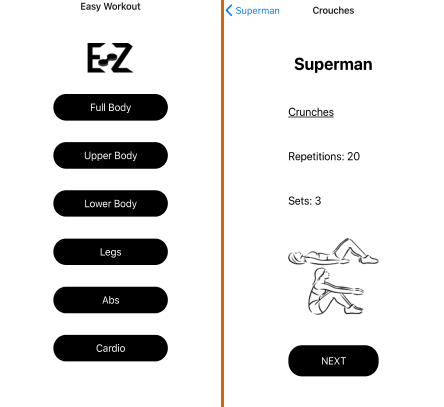 Easy Workout
E-Z
Full Body
Upper Body
Lower Body
Legs
Abs
Cardio
Superman
Crouches
Superman
Crunches
Repetitions: 20
Sets: 3
NEXT